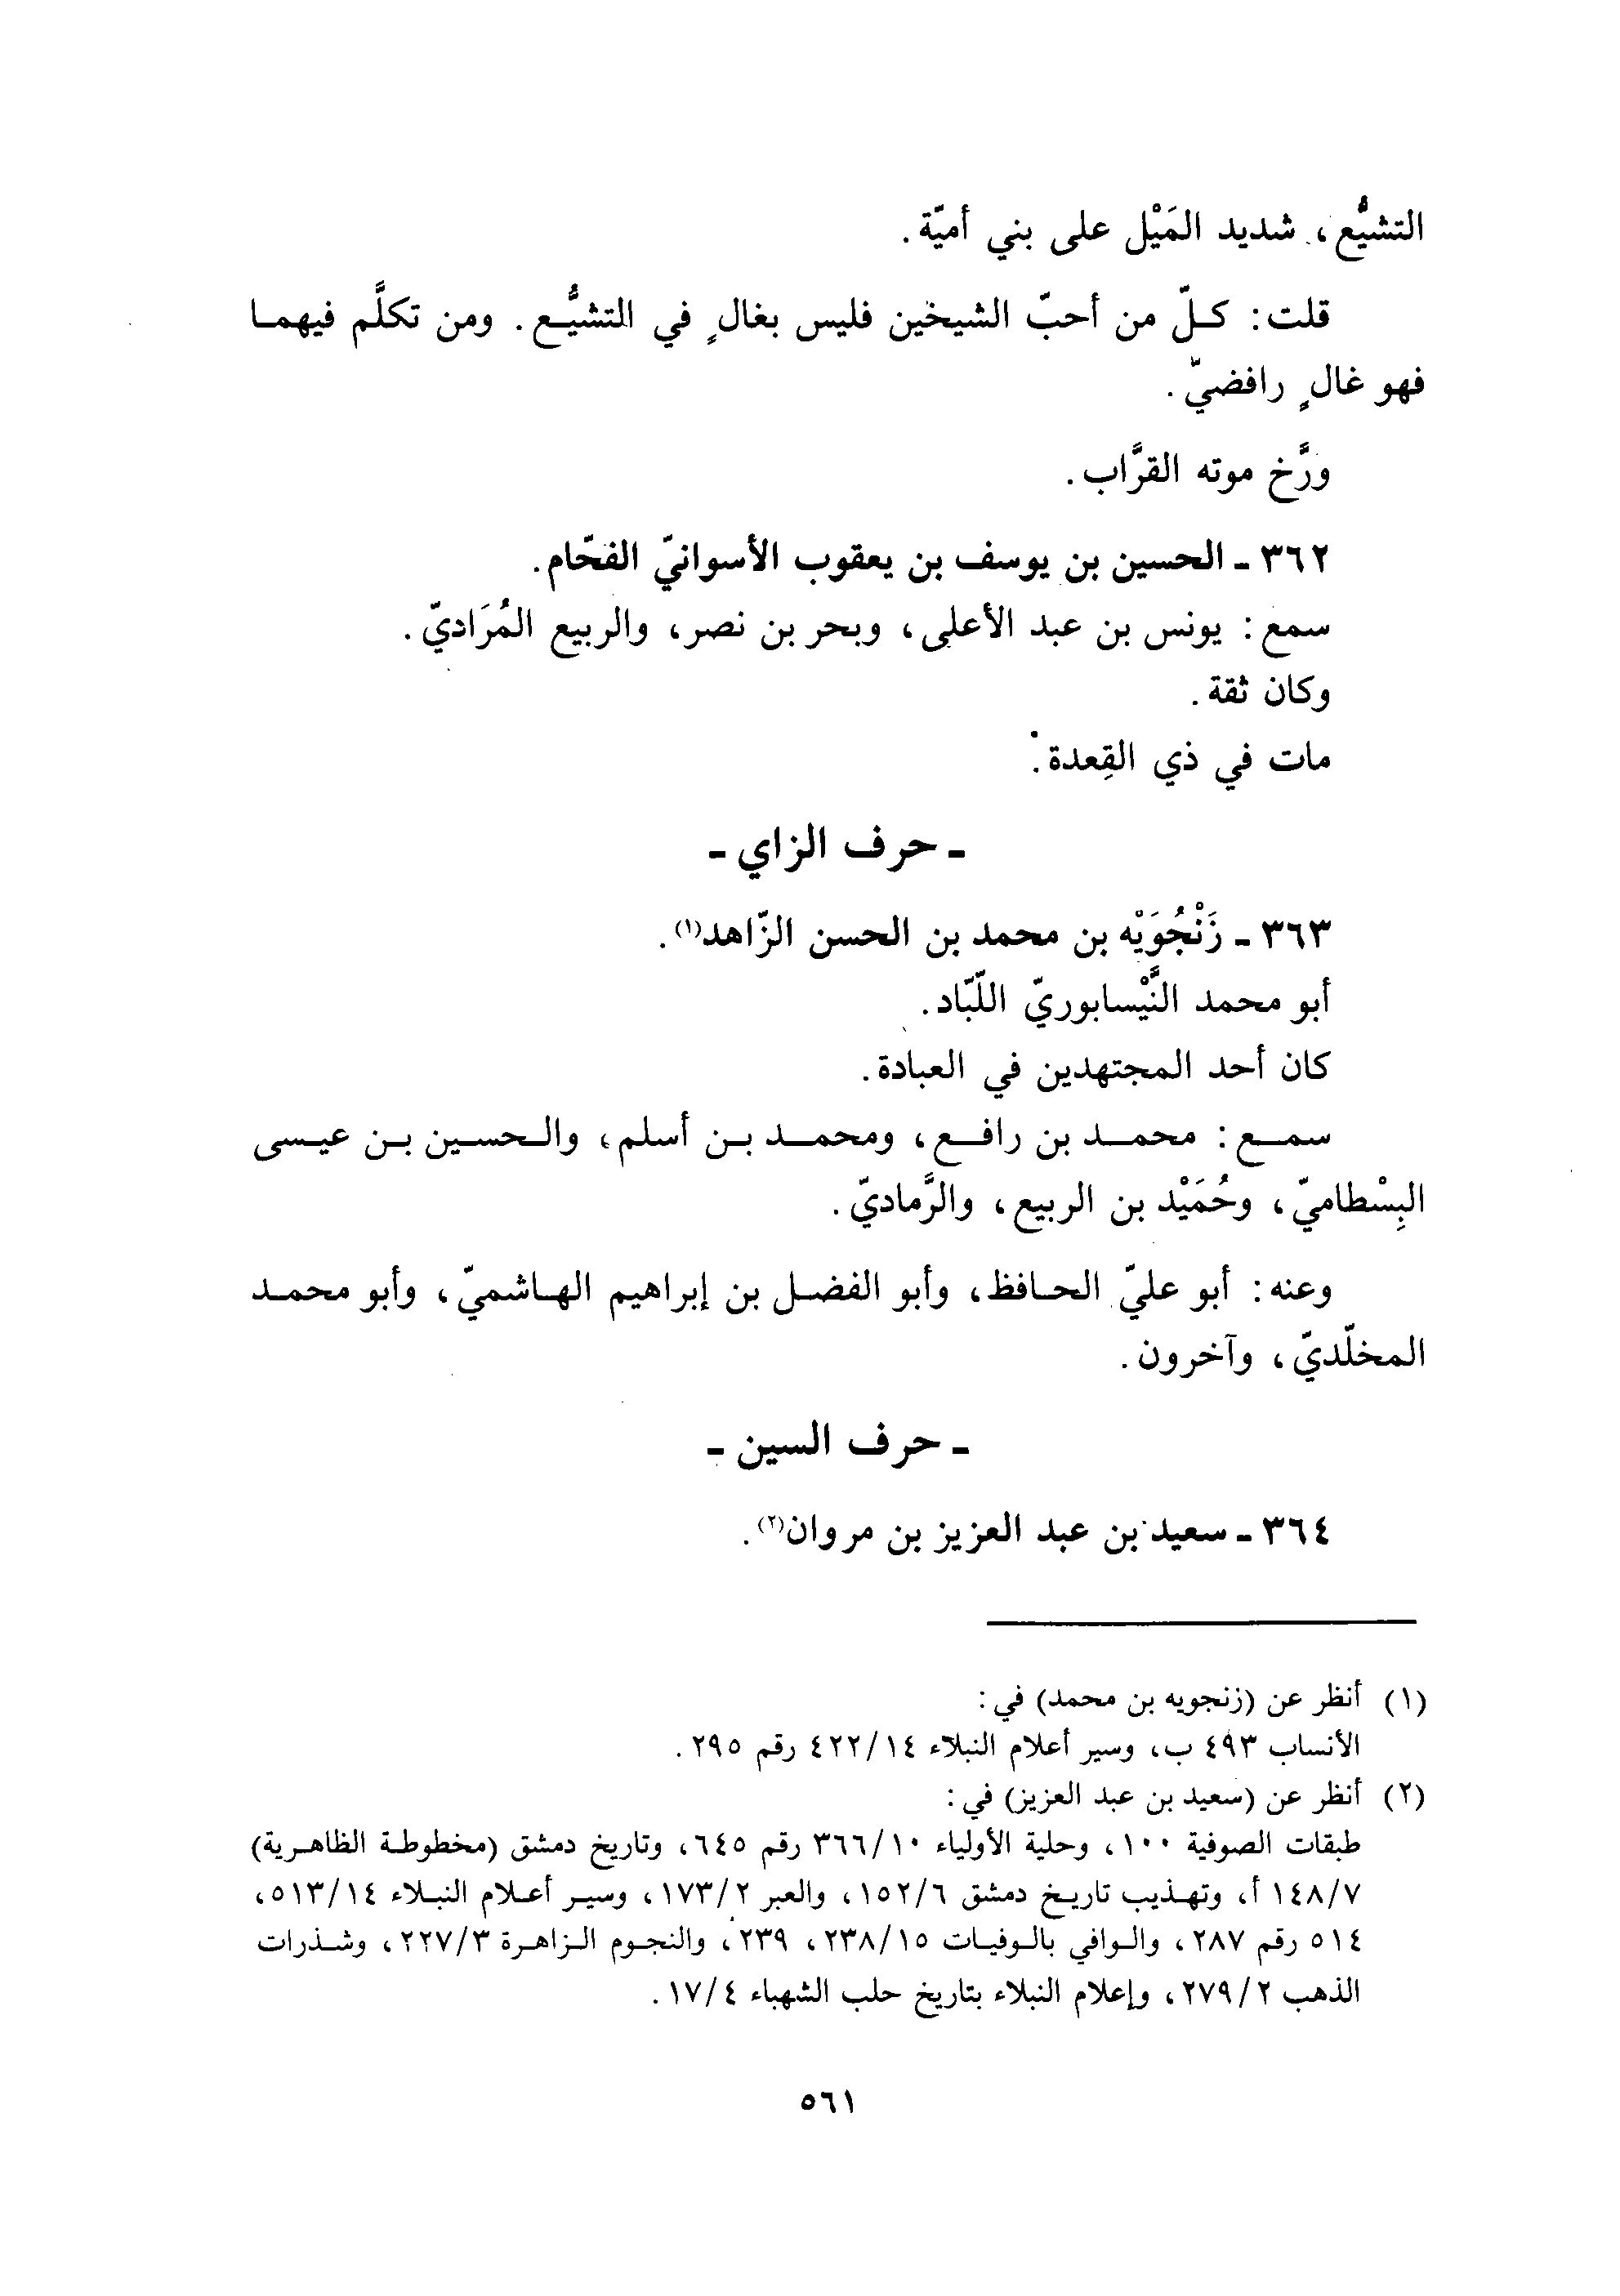 التشيُّع، شديد المَيْل على بني أميّة.
قلت: كلّ من أحبّ الشيخين فليس بغالٍ في التشيُّع. ومن تكلَّم فيهما
فهو غالٍ رافضيّ.
ورَّخ موته القرَّاب.
٣٦٢ - الحسين بن يوسف بن يعقوب الأسوانيّ الفحّام.
سمع: يونس بن عبد الأعلى، وبحر بن نصر، والربيع المُرَاديّ.
وكان ثقة.
مات في ذي القِعدة.
- حرف الزاي -
٣٦٣ - زَنْجُوَيْه بن محمد بن الحسن الزّاهد(١).
أبو محمد النَّيْسابوريّ اللّبّاد.
كان أحد المجتهدين في العبادة.
سمع: محمد بن رافع، ومحمد بن أسلم، والحسين بن عيسى
البِسْطاميّ، وحُمَيْد بن الربيع، والرَّماديّ.
وعنه: أبو عليّ الحافظ، وأبو الفضل بن إبراهيم الهاشميّ، وأبو محمد
المخلّديّ، وآخرون.
- حرف السين -
٣٦٤ - سعيد بن عبد العزيز بن مروان(٢).
(١) أنظر عن (زنجويه بن محمد) في:
الأنساب ٤٩٣ ب، وسير أعلام النبلاء ٤٢٢/١٤ رقم ٢٩٥.
(٢) أنظر عن (سعيد بن عبد العزيز) في:
طبقات الصوفية ١٠٠، وحلية الأولياء ٣٦٦/١٠ رقم ٦٤٥، وتاريخ دمشق (مخطوطة الظاهرية)
١٤٨/٧ أ، وتهذيب تاريخ دمشق ١٥٢/٦، والعبر ١٧٣/٢، وسير أعلام النبلاء ٥١٣/١٤،
٥١٤ رقم ٢٨٧، والوافي بالوفيات ٢٣٨/١٥، ٢٣٩، والنجوم الزاهرة ٢٢٧/٣، وشذرات
الذهب ٢٧٩/٢، وإعلام النبلاء بتاريخ حلب الشهباء ١٧/٤.
٥٦١